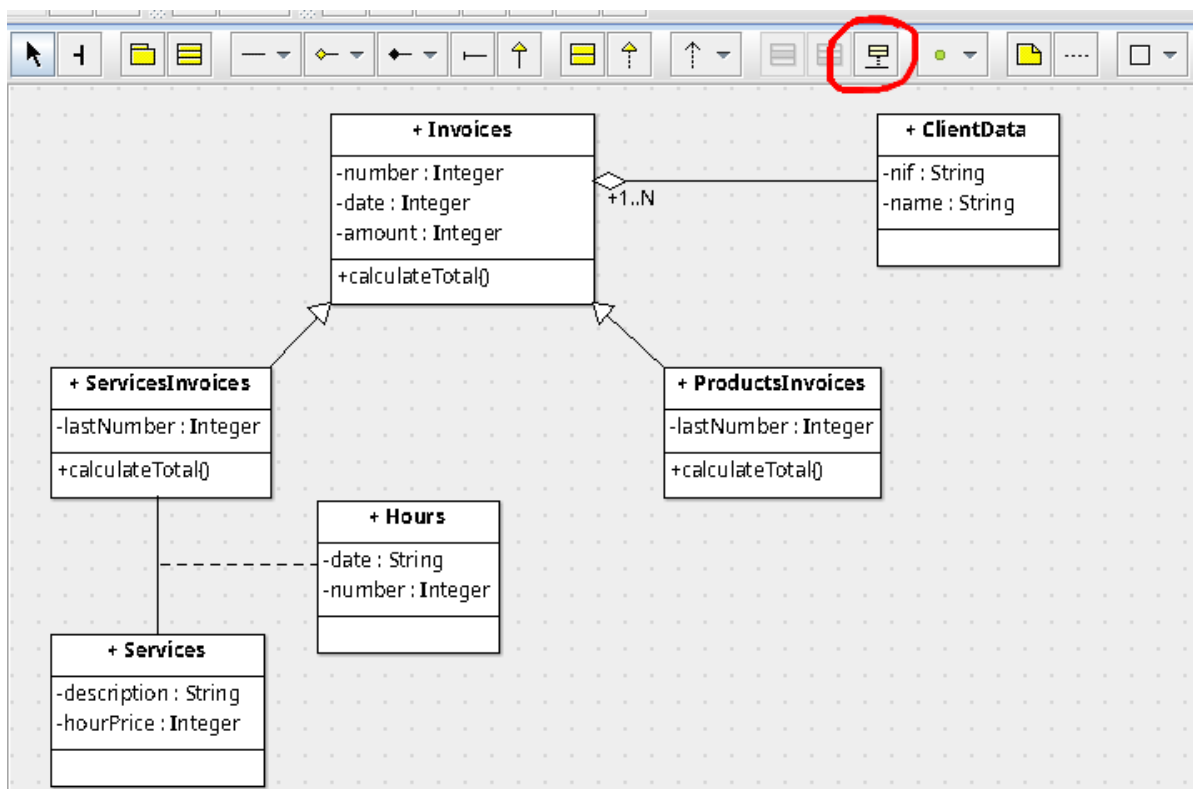 + Invoices
-number : Integer
-date : Integer
-amount : Integer
+calculateTotal()
+1..N
+ ClientData
-nif : String
-name : String
+ ServicesInvoices
-lastNumber : Integer
+calculateTotal()
+ ProductsInvoices
-lastNumber : Integer
+calculateTotal()
+ Hours
-date : String
-number : Integer
+ Services
-description : String
-hourPrice : Integer